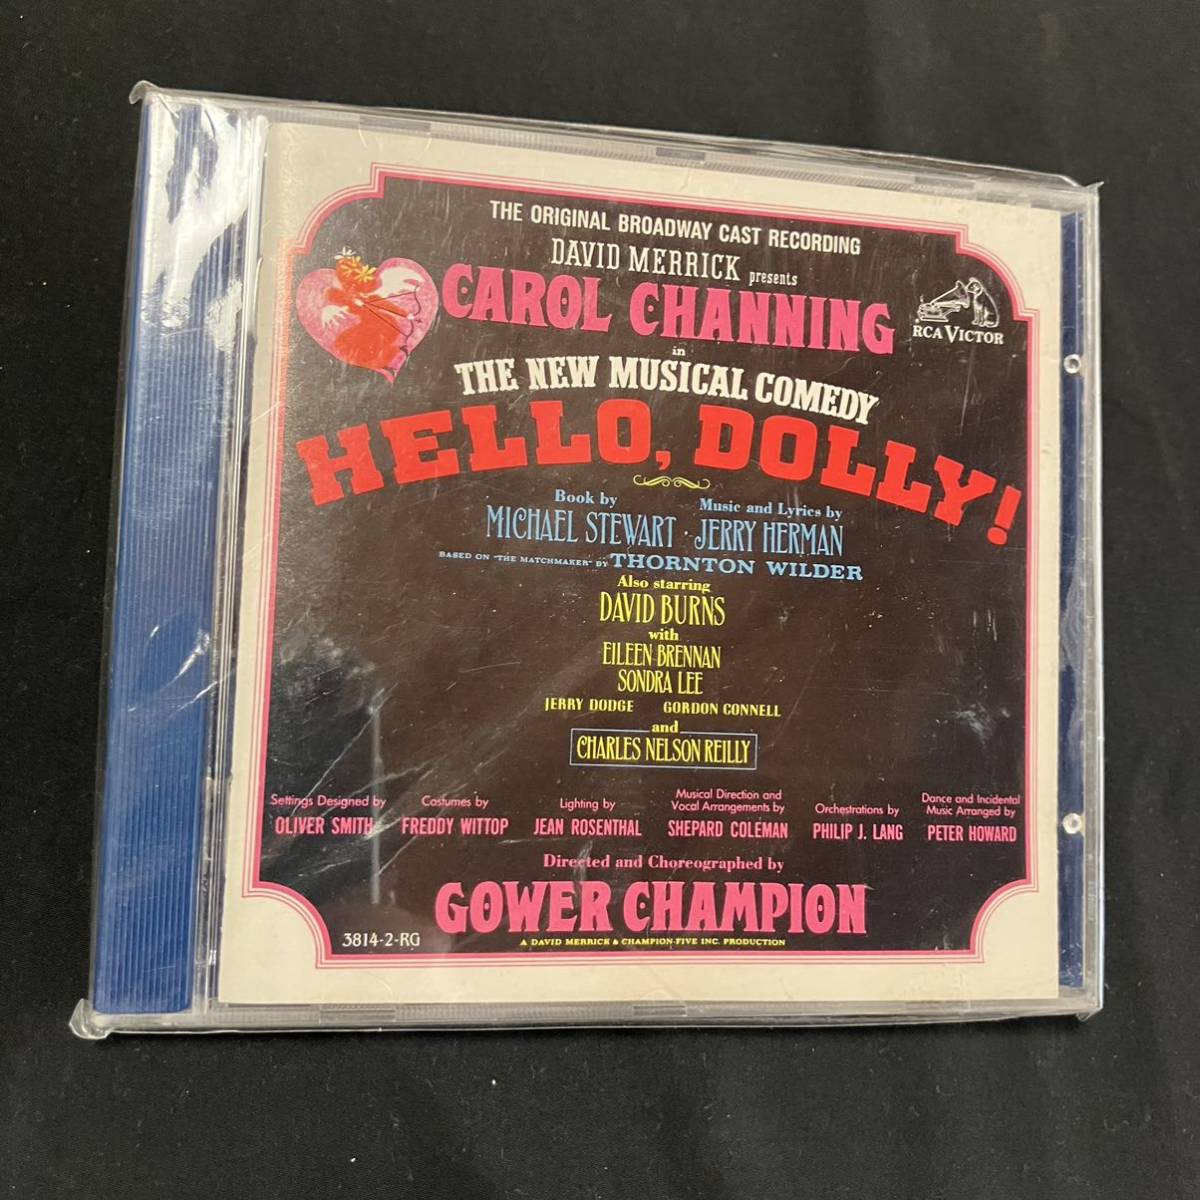 THE ORIGINAL BROADWAY CAST RECORDING
DAVID MERRICK presents
CAROL CHANNING
RCA VICTOR
in
THE NEW MUSICAL COMEDY
HELLO, DOLLY!
Book by
MICHAEL STEWART ·
Music and Lyrics by
JERRY HERMAN
BASED ON "THE MATCHMAKER" BY THORNTON WILDER
Also starring
DAVID BURNS
with
EILEEN BRENNAN
SONDRA LEE
JERRY DODGE GORDON CONNELL
and
CHARLES NELSON REILLY
Settings Designed by
OLIVER SMITH
Costumes by
FREDDY WITTOP
Lighting by
JEAN ROSENTHAL
Musical Direction and
Vocal Arrangements by
SHEPARD COLEMAN
Orchestrations by
PHILIP J. LANG
Dance and Incidental
Music Arranged by
PETER HOWARD
Directed and Choreographed by
GOWER CHAMPION
A DAVID MERRICK & CHAMPION-FIVE INC. PRODUCTION
3814-2-RG